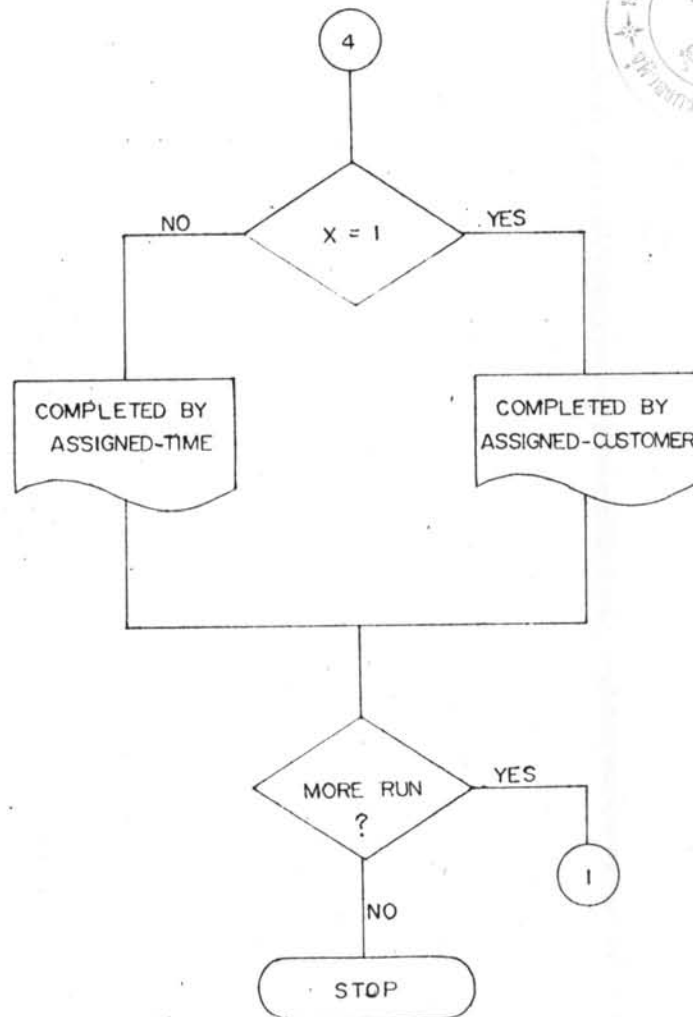 4
NO
YES
X = 1
COMPLETED BY
ASSIGNED-TIME
COMPLETED BY
ASSIGNED-CUSTOMER
MORE RUN
?
YES
1
NO
STOP